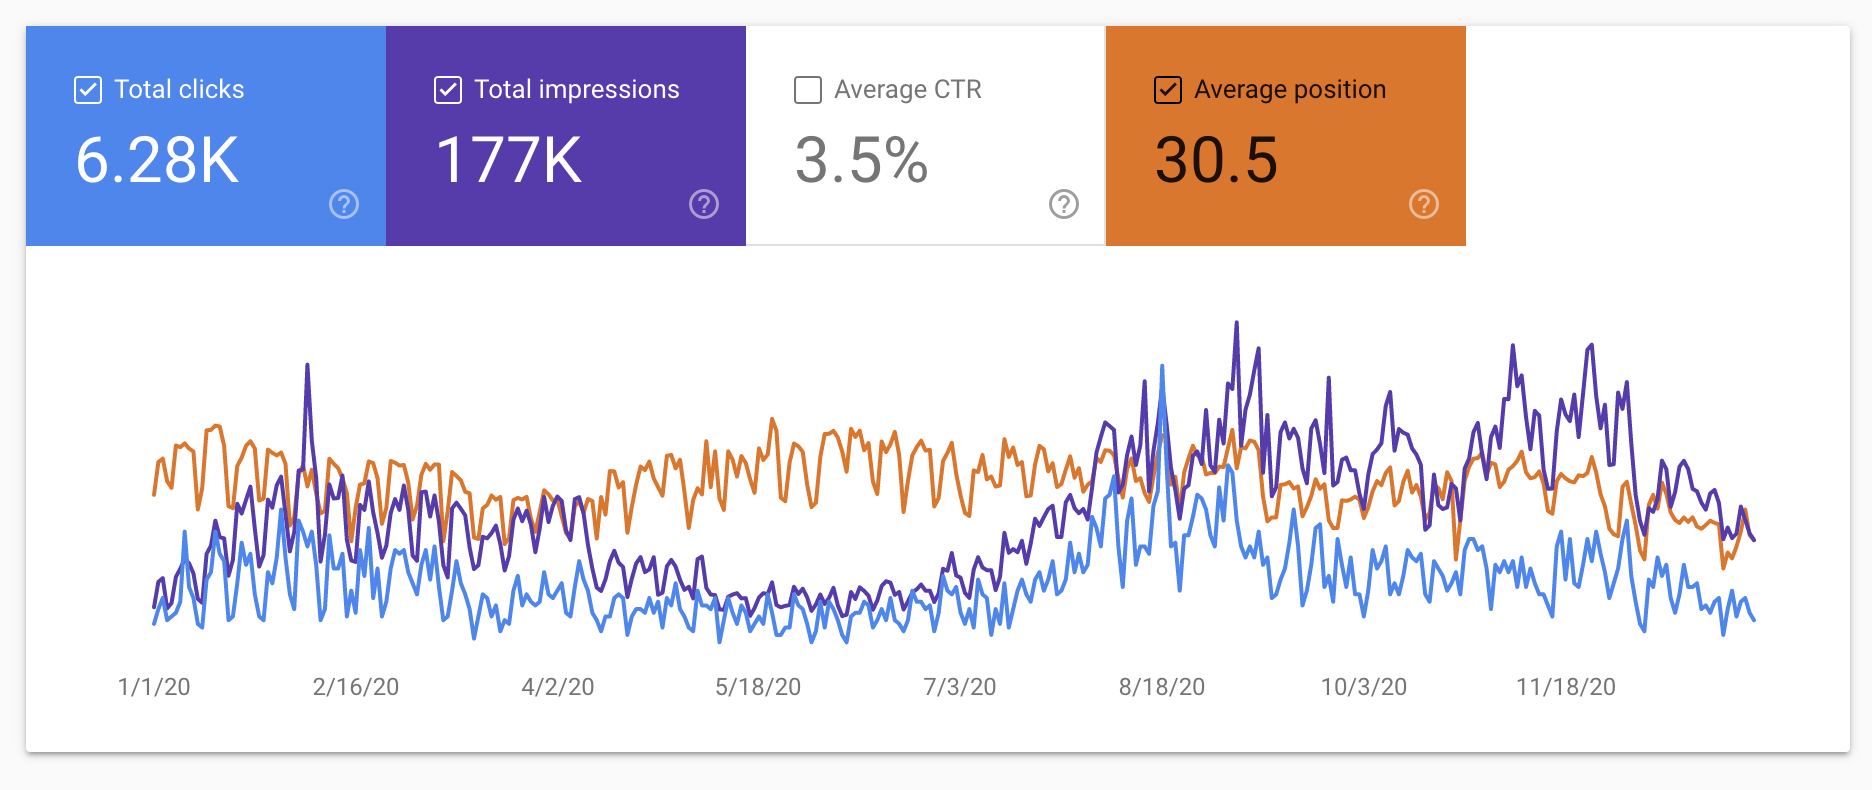 Total clicks
6.28K
Total impressions
177K
Average CTR
3.5%
Average position
30.5
1/1/20
2/16/20
4/2/20
5/18/20
7/3/20
8/18/20
10/3/20
11/18/20